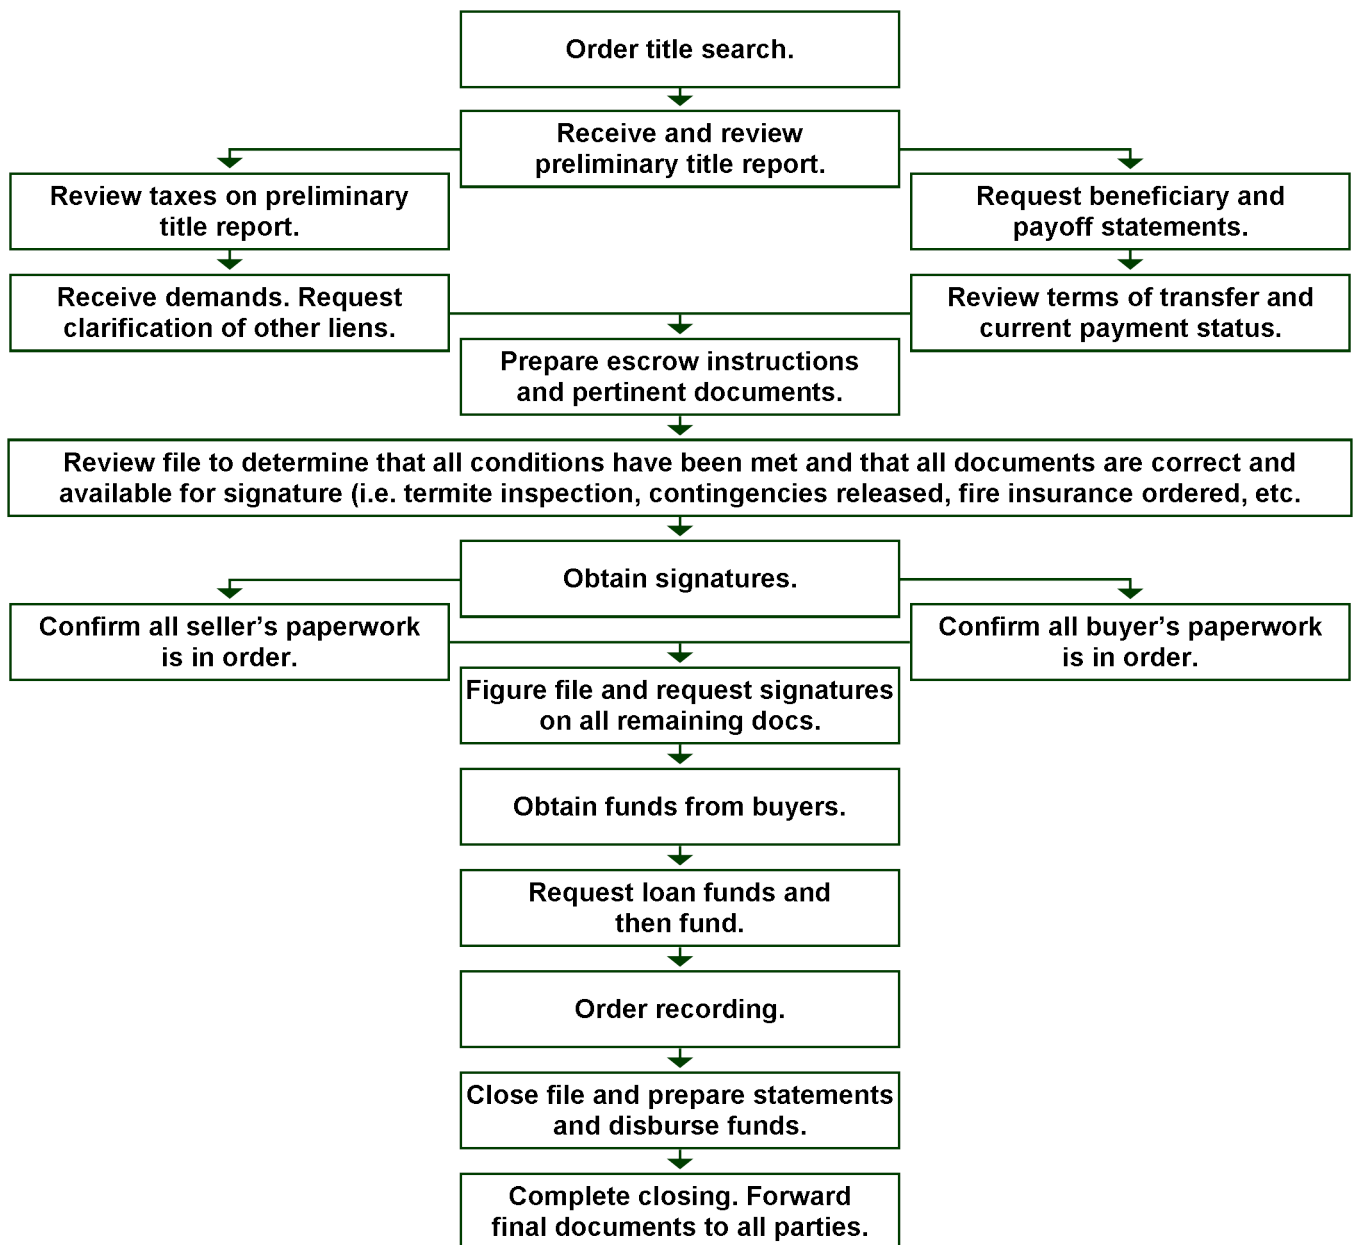 Order title search.
Receive and review
preliminary title report.
Review taxes on preliminary
title report.
Request beneficiary and
payoff statements.
Receive demands. Request
clarification of other liens.
Review terms of transfer and
current payment status.
Prepare escrow instructions
and pertinent documents.
Review file to determine that all conditions have been met and that all documents are correct and
available for signature (i.e. termite inspection, contingencies released, fire insurance ordered, etc.
Obtain signatures.
Confirm all seller’s paperwork
is in order.
Confirm all buyer’s paperwork
is in order.
Figure file and request signatures
on all remaining docs.
Obtain funds from buyers.
Request loan funds and
then fund.
Order recording.
Close file and prepare statements
and disburse funds.
Complete closing. Forward
final documents to all parties.